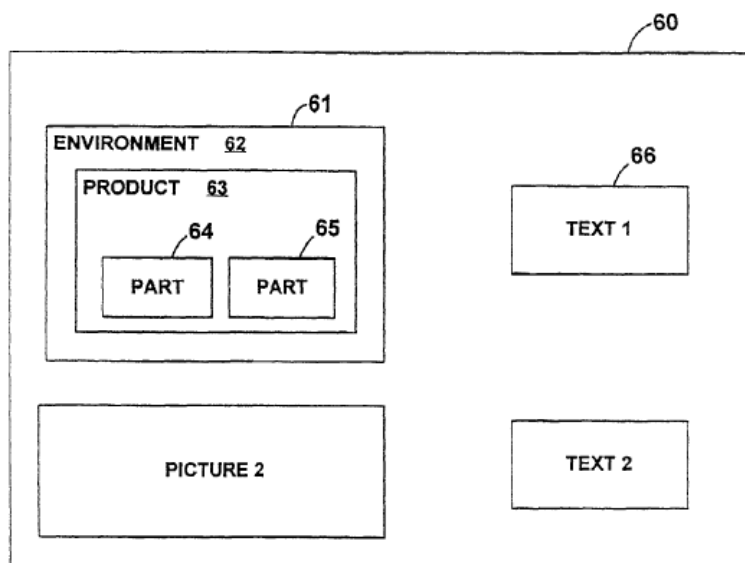 60
61
ENVIRONMENT 62
PRODUCT 63
66
TEXT 1
64
65
PART
PART
PICTURE 2
TEXT 2